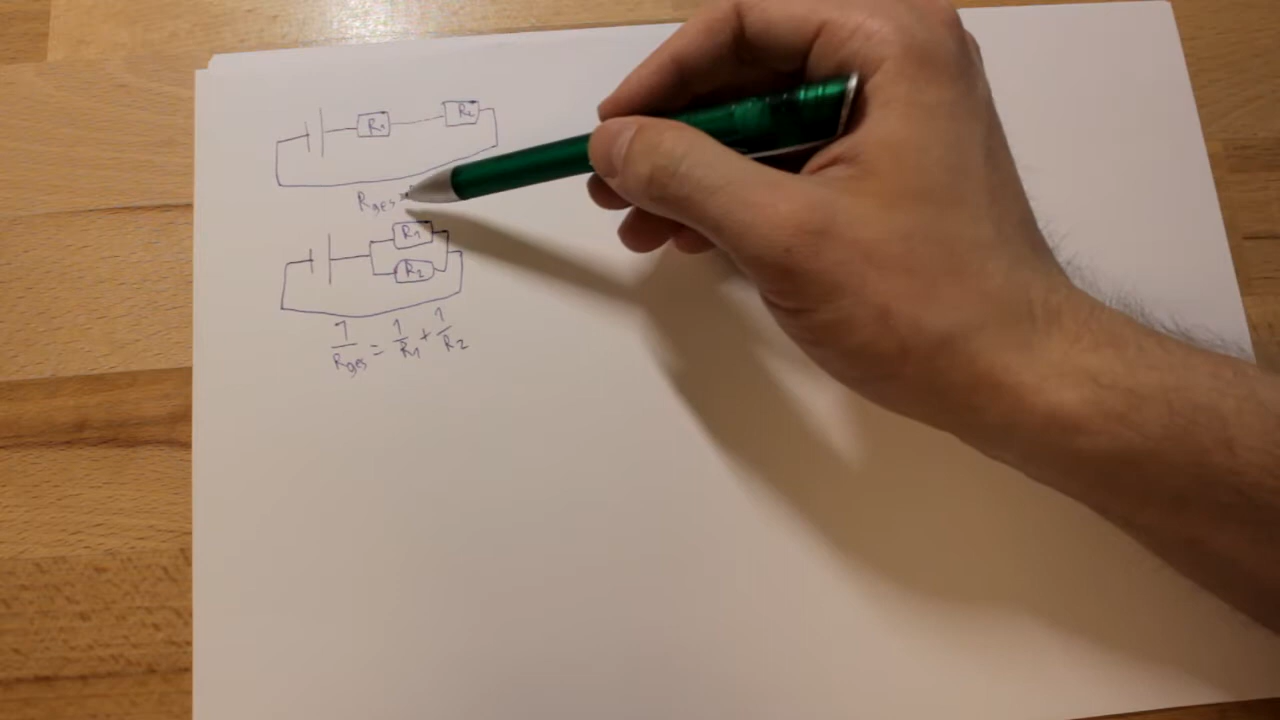 R₁ R₂
Rges =
R₁
R₂
1/Rges = 1/R₁ + 1/R₂